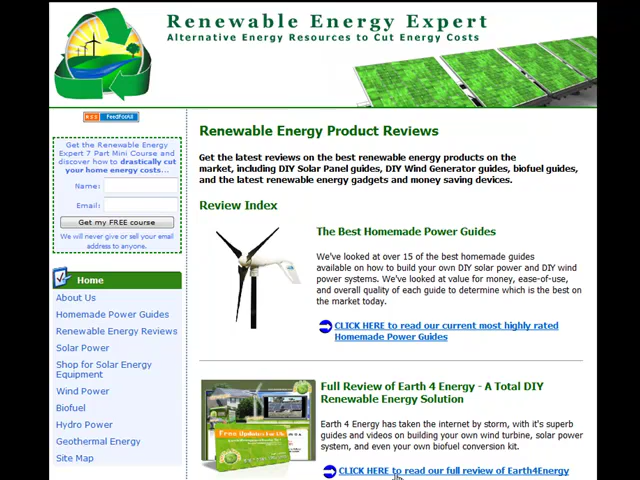 Renewable Energy Expert
Alternative Energy Resources to Cut Energy Costs
RSS FeedForAll
Get the Renewable Energy
Expert 7 Part Mini Course and
discover how to drastically cut
your home energy costs...
Name:
Email:
Get my FREE course
We will never give or sell your email
address to anyone.
Home
About Us
Homemade Power Guides
Renewable Energy Reviews
Solar Power
Shop for Solar Energy
Equipment
Wind Power
Biofuel
Hydro Power
Geothermal Energy
Site Map
Renewable Energy Product Reviews
Get the latest reviews on the best renewable energy products on the
market, including DIY Solar Panel guides, DIY Wind Generator guides, biofuel guides,
and the latest renewable energy gadgets and money saving devices.
Review Index
The Best Homemade Power Guides
We've looked at over 15 of the best homemade guides
available on how to build your own DIY solar power and DIY wind
power systems. We've looked at value for money, ease-of-use,
and overall quality of each guide to determine which is the best on
the market today.
CLICK HERE to read our current most highly rated
Homemade Power Guides
Full Review of Earth 4 Energy - A Total DIY
Renewable Energy Solution
Earth 4 Energy has taken the internet by storm, with it's superb
guides and videos on building your own wind turbine, solar power
system, and even your own biofuel conversion kit.
CLICK HERE to read our full review of Earth4Energy